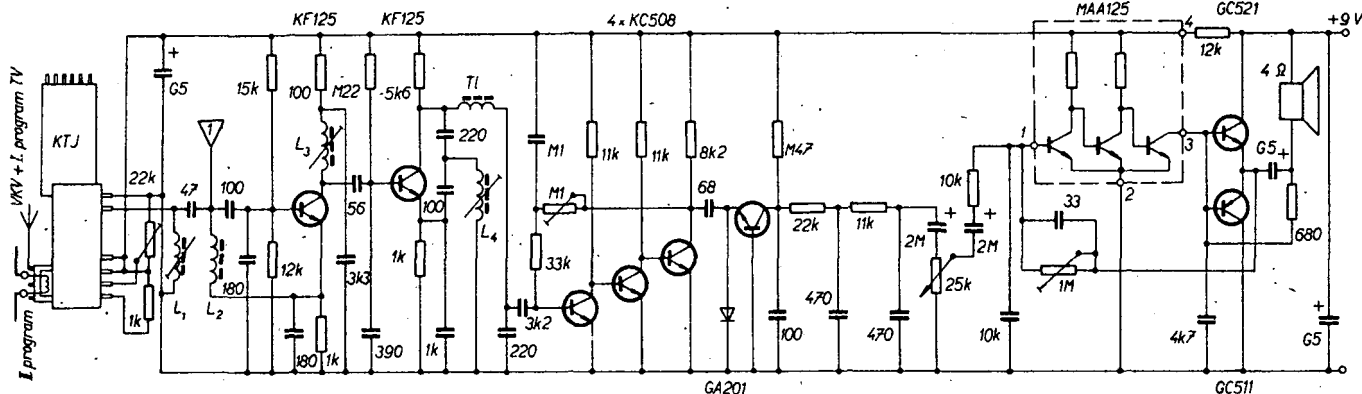 KF125
KF125
4 x KC508
MAA125
GC521
+9 V
4
12k
4 Ω
VKV + I. program TV
KTJ
+
G5
15k
100
M22
5k6
T1
220
M1
11k
11k
8k2
M47
1
10k
3
G5
+
22k
47
1
100
L3
56
100
M1
68
22k
11k
+
2M
+
2M
2
33
680
L4
33k
25k
1M
II. program
1k
L1
L2
180
12k
3k3
1k
3k2
470
10k
4k7
+
G5
180
1k
390
1k
220
100
470
GA201
GC511